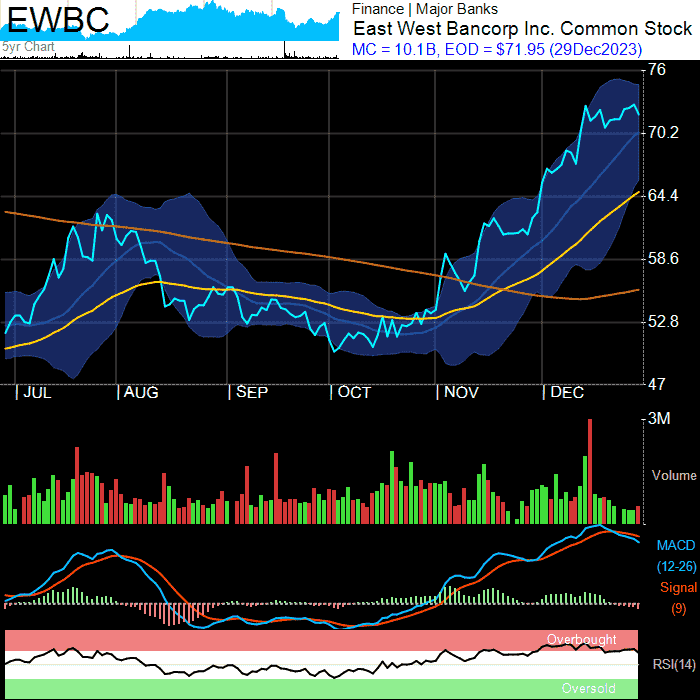 EWBC
5yr Chart
Finance | Major Banks
East West Bancorp Inc. Common Stock
MC = 10.1B, EOD = $71.95 (29Dec2023)
76
70.2
64.4
58.6
52.8
47
| JUL | AUG | SEP | OCT | NOV | DEC
3M
Volume
MACD
(12-26)
Signal
(9)
Overbought
RSI(14)
Oversold